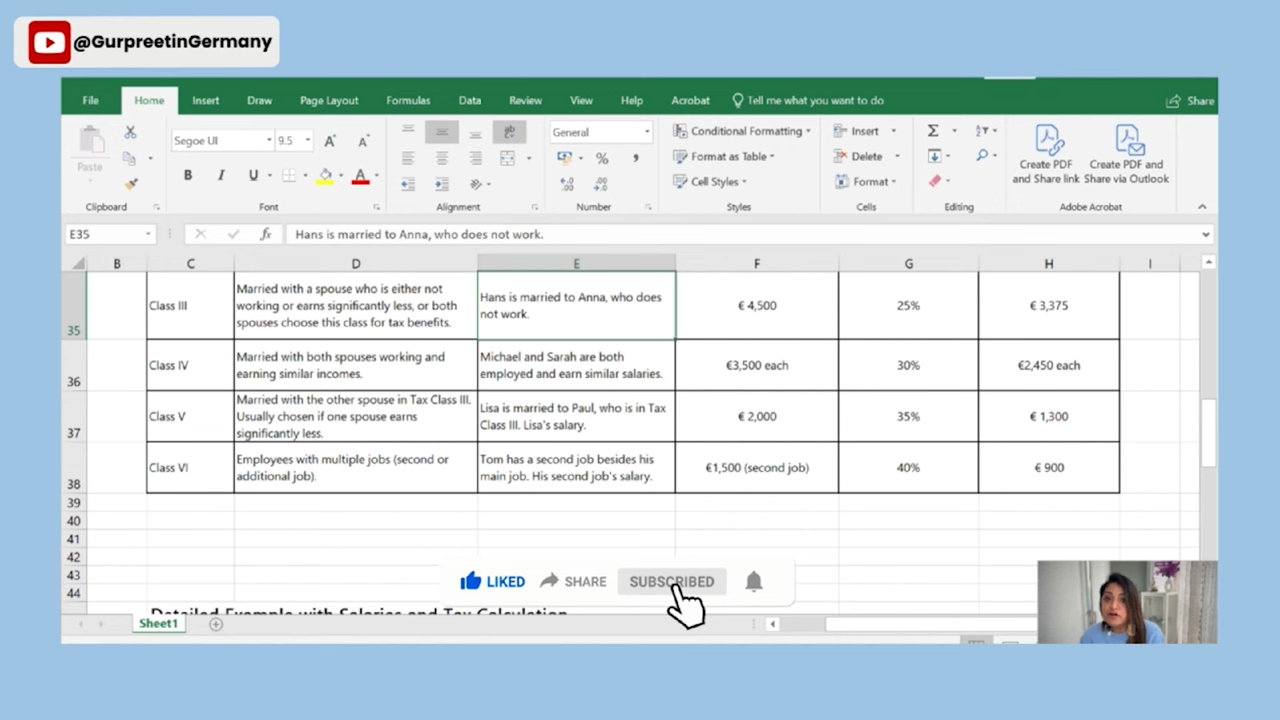 @GurpreetinGermany
File Home Insert Draw Page Layout Formulas Data Review View Help Acrobat Tell me what you want to do Share
Paste
Segoe UI 9.5 A A
B I U A
General
% ,
Conditional Formatting
Format as Table
Cell Styles
Insert
Delete
Format
Σ
Create PDF and Share link
Create PDF and Share via Outlook
Clipboard Font Alignment Number Styles Cells Editing Adobe Acrobat
E35 fx Hans is married to Anna, who does not work.
B C D E F G H I
35
Class III
Married with a spouse who is either not
working or earns significantly less, or both
spouses choose this class for tax benefits.
Hans is married to Anna, who does
not work.
€ 4,500
25%
€ 3,375
36
Class IV
Married with both spouses working and
earning similar incomes.
Michael and Sarah are both
employed and earn similar salaries.
€3,500 each
30%
€2,450 each
37
Class V
Married with the other spouse in Tax Class III.
Usually chosen if one spouse earns
significantly less.
Lisa is married to Paul, who is in Tax
Class III. Lisa's salary.
€ 2,000
35%
€ 1,300
38
Class VI
Employees with multiple jobs (second or
additional job).
Tom has a second job besides his
main job. His second job's salary.
€1,500 (second job)
40%
€ 900
39
40
41
42
43
44
LIKED SHARE SUBSCRIBED
Detailed Example with Salaries and Tax Calculation
Sheet1